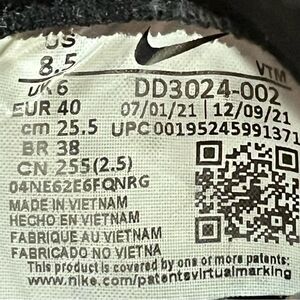 US
8.5
UK 6
EUR 40
cm 25.5
BR 38
CN 255(2.5)
VTM
DD3024-002
07/01/21 | 12/09/21
UPC 00195245991371
04NE62E6FQNRG
MADE IN VIETNAM
HECHO EN VIETNAM
FABRIQUE AU VIETNAM
FABRICADO NO VIETNA
This product is covered by one or more patents:
www.nike.com/patentsvirtualmarking